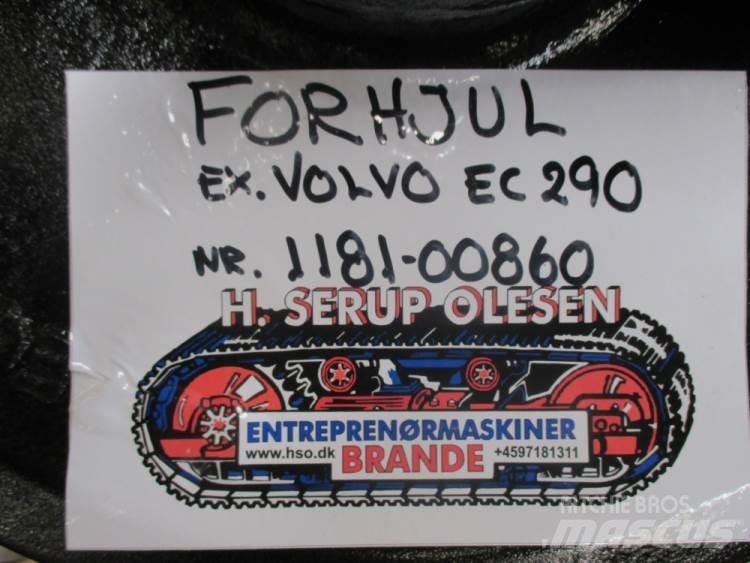 FORHJUL
EX. VOLVO EC 290
NR. 1181-00860
H. SERUP OLESEN
ENTREPRENØRMASKINER
www.hso.dk BRANDE +4597181311
RITCHIE BROS.
mascus